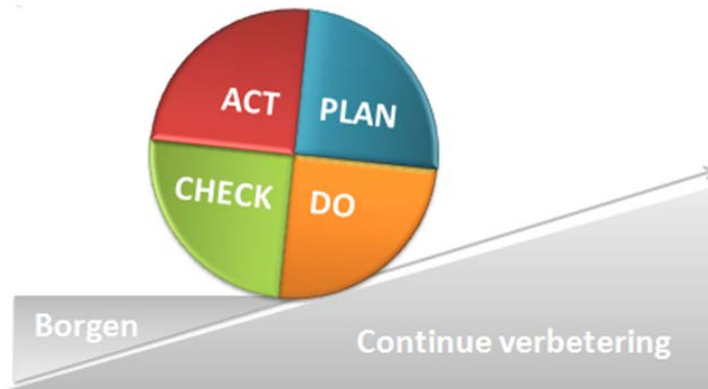 ACT
PLAN
CHECK
DO
Borgen
Continue verbetering